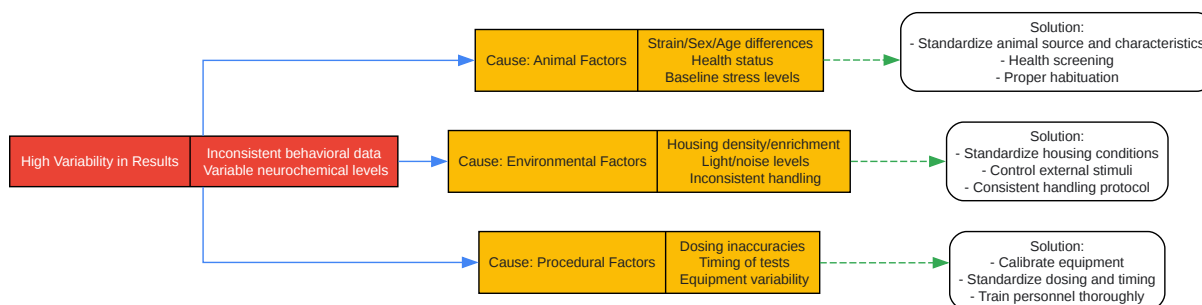 High Variability in Results
Inconsistent behavioral data
Variable neurochemical levels
Cause: Animal Factors
Strain/Sex/Age differences
Health status
Baseline stress levels
Solution:
- Standardize animal source and characteristics
- Health screening
- Proper habituation
Cause: Environmental Factors
Housing density/enrichment
Light/noise levels
Inconsistent handling
Solution:
- Standardize housing conditions
- Control external stimuli
- Consistent handling protocol
Cause: Procedural Factors
Dosing inaccuracies
Timing of tests
Equipment variability
Solution:
- Calibrate equipment
- Standardize dosing and timing
- Train personnel thoroughly